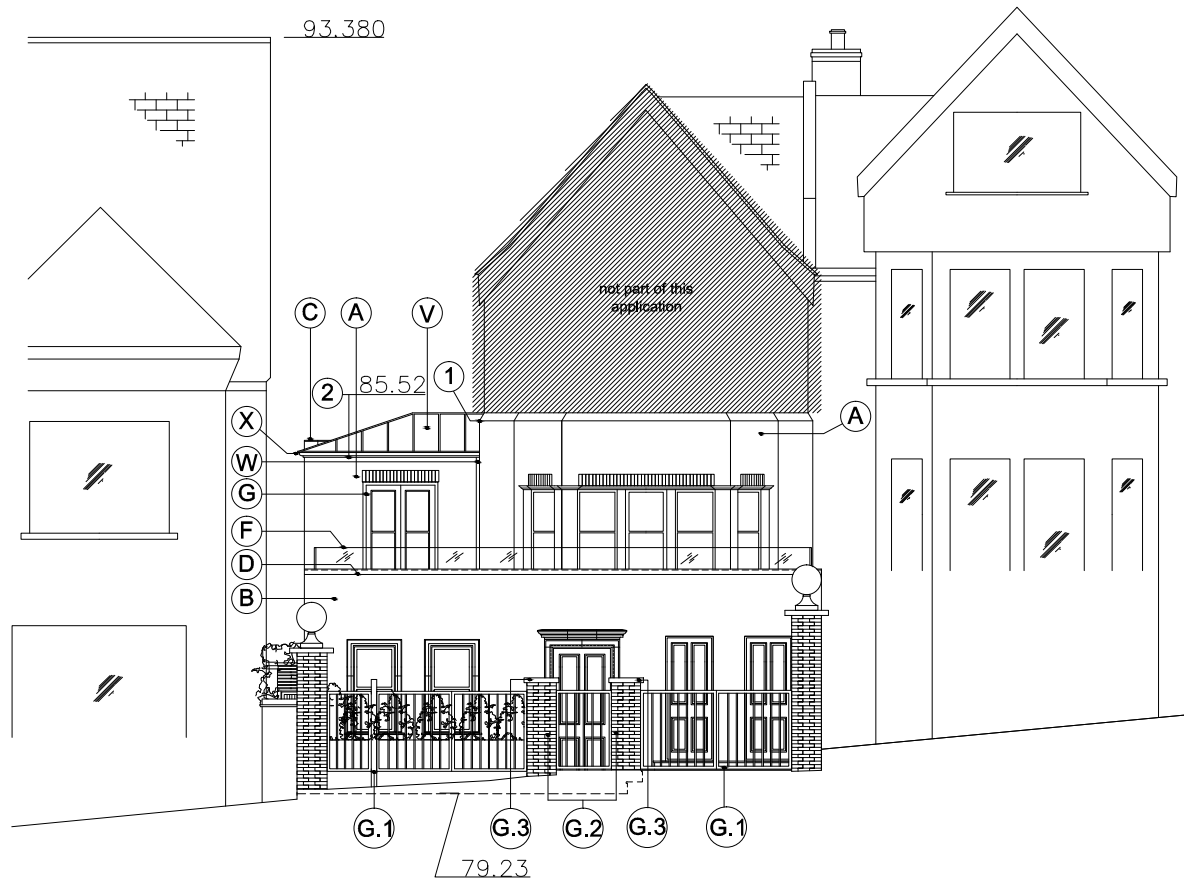 93.380
not part of this
application
C
A
V
1
2
85.52
X
A
W
G
F
D
B
G.1
G.3
G.2
G.3
G.1
79.23